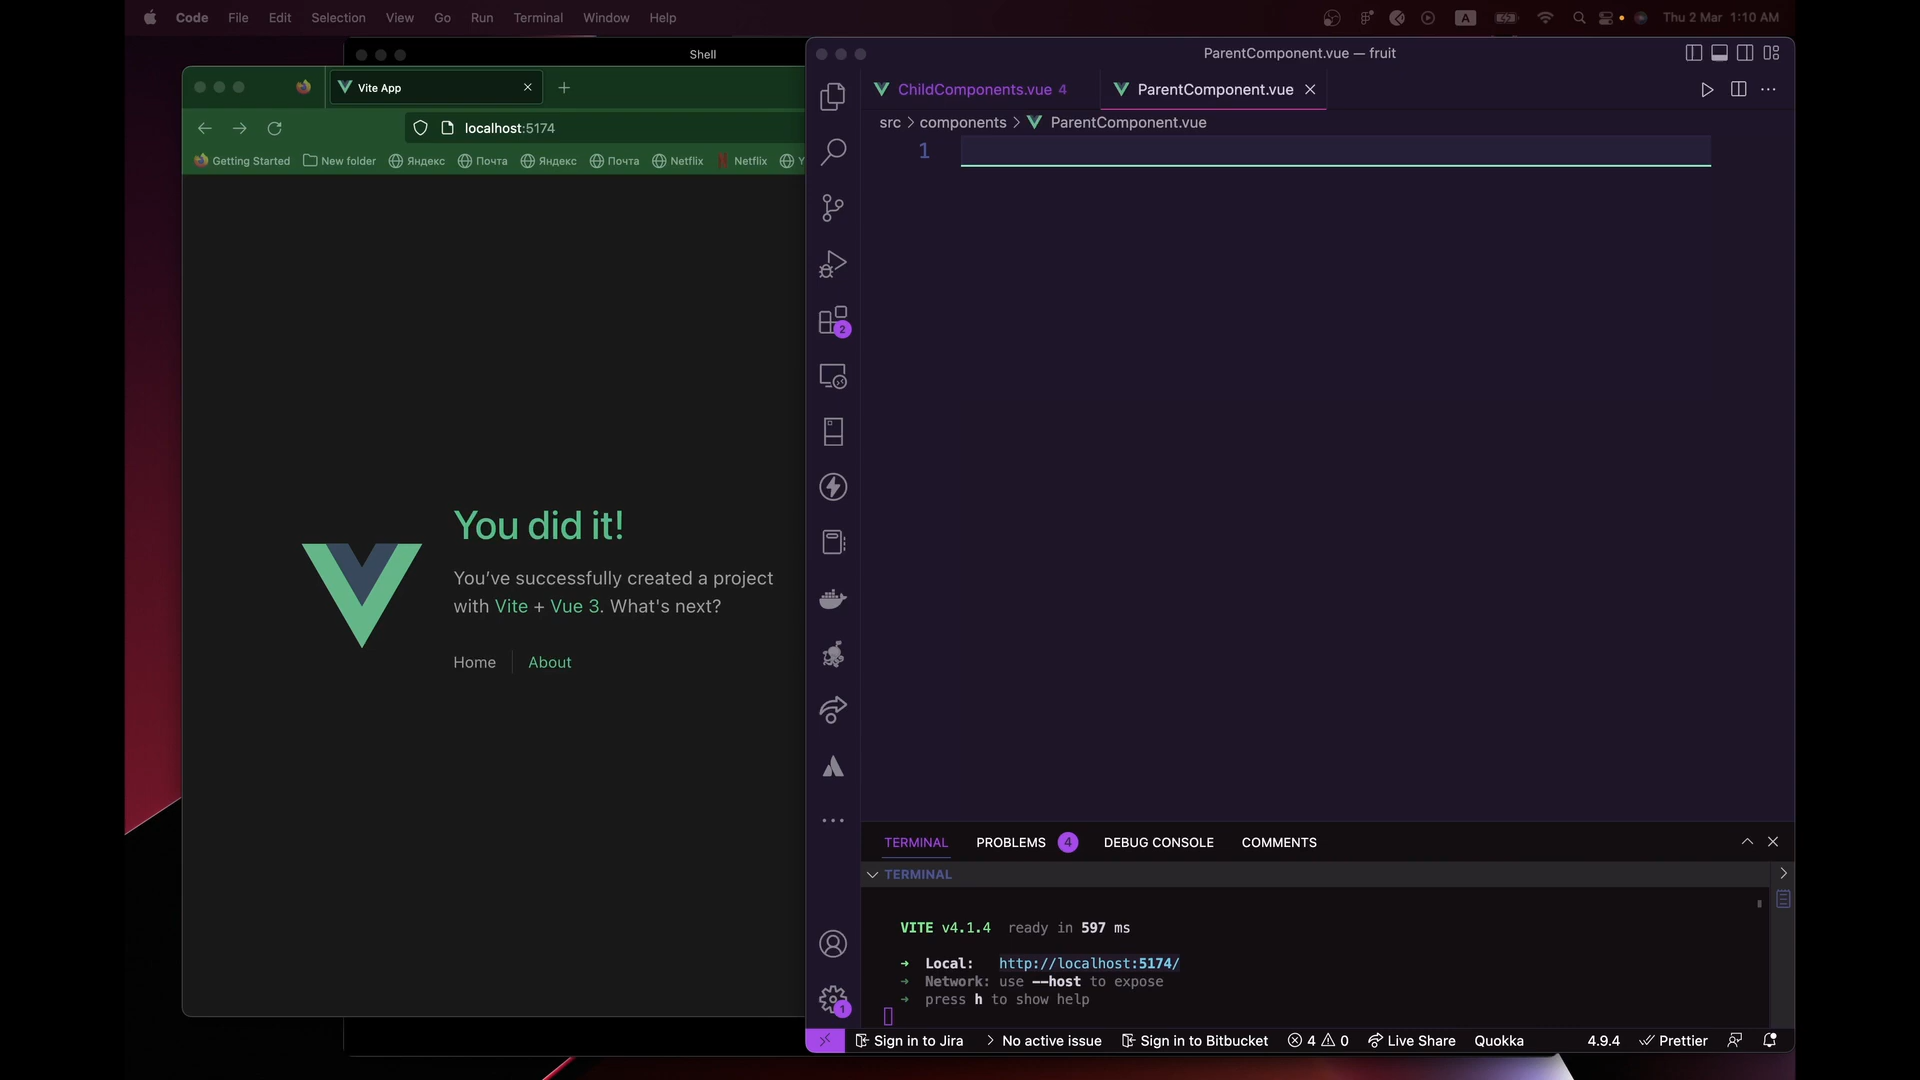 Code File Edit Selection View Go Run Terminal Window Help
A
Thu 2 Mar 1:10 AM
Shell
Vite App
localhost:5174
Getting Started New folder Яндекс Почта Яндекс Почта Netflix Netflix Y
You did it!
You’ve successfully created a project
with Vite + Vue 3. What's next?
Home About
ParentComponent.vue — fruit
ChildComponents.vue 4 ParentComponent.vue
src > components > ParentComponent.vue
1
2
TERMINAL PROBLEMS 4 DEBUG CONSOLE COMMENTS
TERMINAL
VITE v4.1.4 ready in 597 ms
➜ Local: http://localhost:5174/
➜ Network: use --host to expose
➜ press h to show help
1
Sign in to Jira No active issue Sign in to Bitbucket 4 0 Live Share Quokka 4.9.4 Prettier